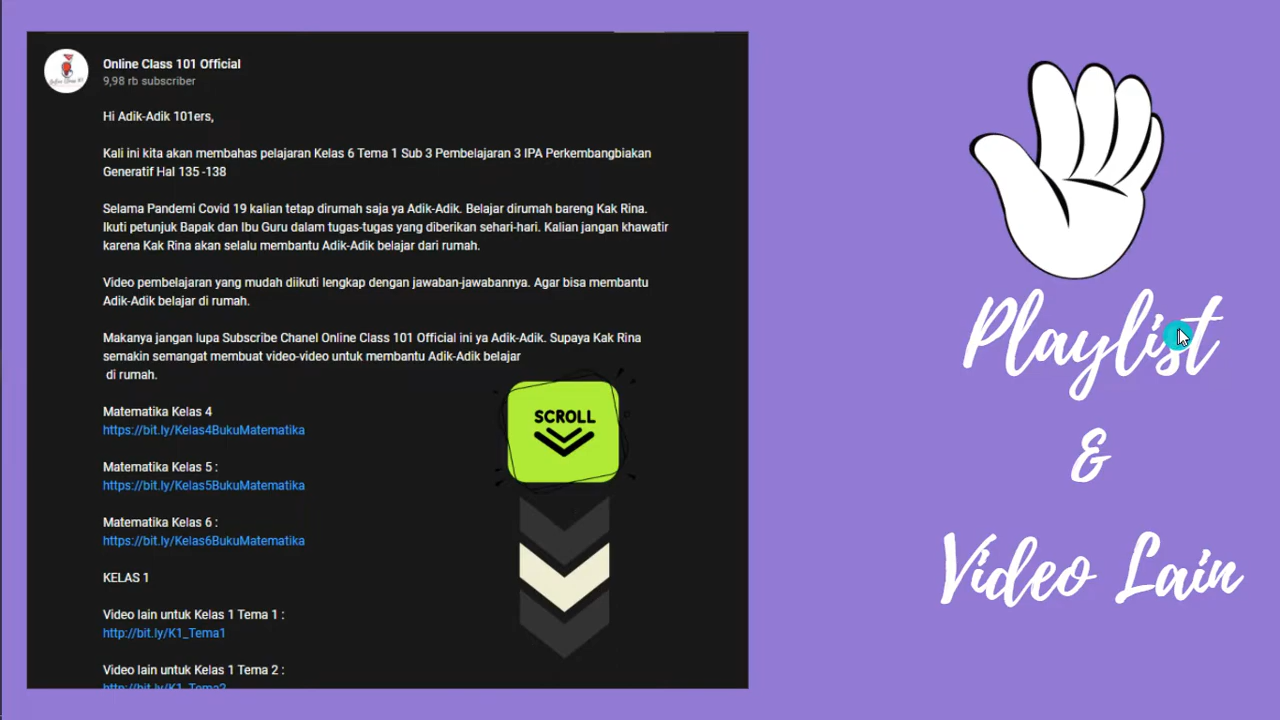 Online Class 101 Official
9,98 rb subscriber
Hi Adik-Adik 101ers,
Kali ini kita akan membahas pelajaran Kelas 6 Tema 1 Sub 3 Pembelajaran 3 IPA Perkembangbiakan
Generatif Hal 135 -138
Selama Pandemi Covid 19 kalian tetap dirumah saja ya Adik-Adik. Belajar dirumah bareng Kak Rina.
Ikuti petunjuk Bapak dan Ibu Guru dalam tugas-tugas yang diberikan sehari-hari. Kalian jangan khawatir
karena Kak Rina akan selalu membantu Adik-Adik belajar dari rumah.
Video pembelajaran yang mudah diikuti lengkap dengan jawaban-jawabannya. Agar bisa membantu
Adik-Adik belajar di rumah.
Makanya jangan lupa Subscribe Chanel Online Class 101 Official ini ya Adik-Adik. Supaya Kak Rina
semakin semangat membuat video-video untuk membantu Adik-Adik belajar
di rumah.
Matematika Kelas 4
https://bit.ly/Kelas4BukuMatematika
Matematika Kelas 5 :
https://bit.ly/Kelas5BukuMatematika
Matematika Kelas 6 :
https://bit.ly/Kelas6BukuMatematika
KELAS 1
Video lain untuk Kelas 1 Tema 1 :
http://bit.ly/K1_Tema1
Video lain untuk Kelas 1 Tema 2 :
http://bit.ly/K1_Tema2
SCROLL
Playlist
&
Video Lain